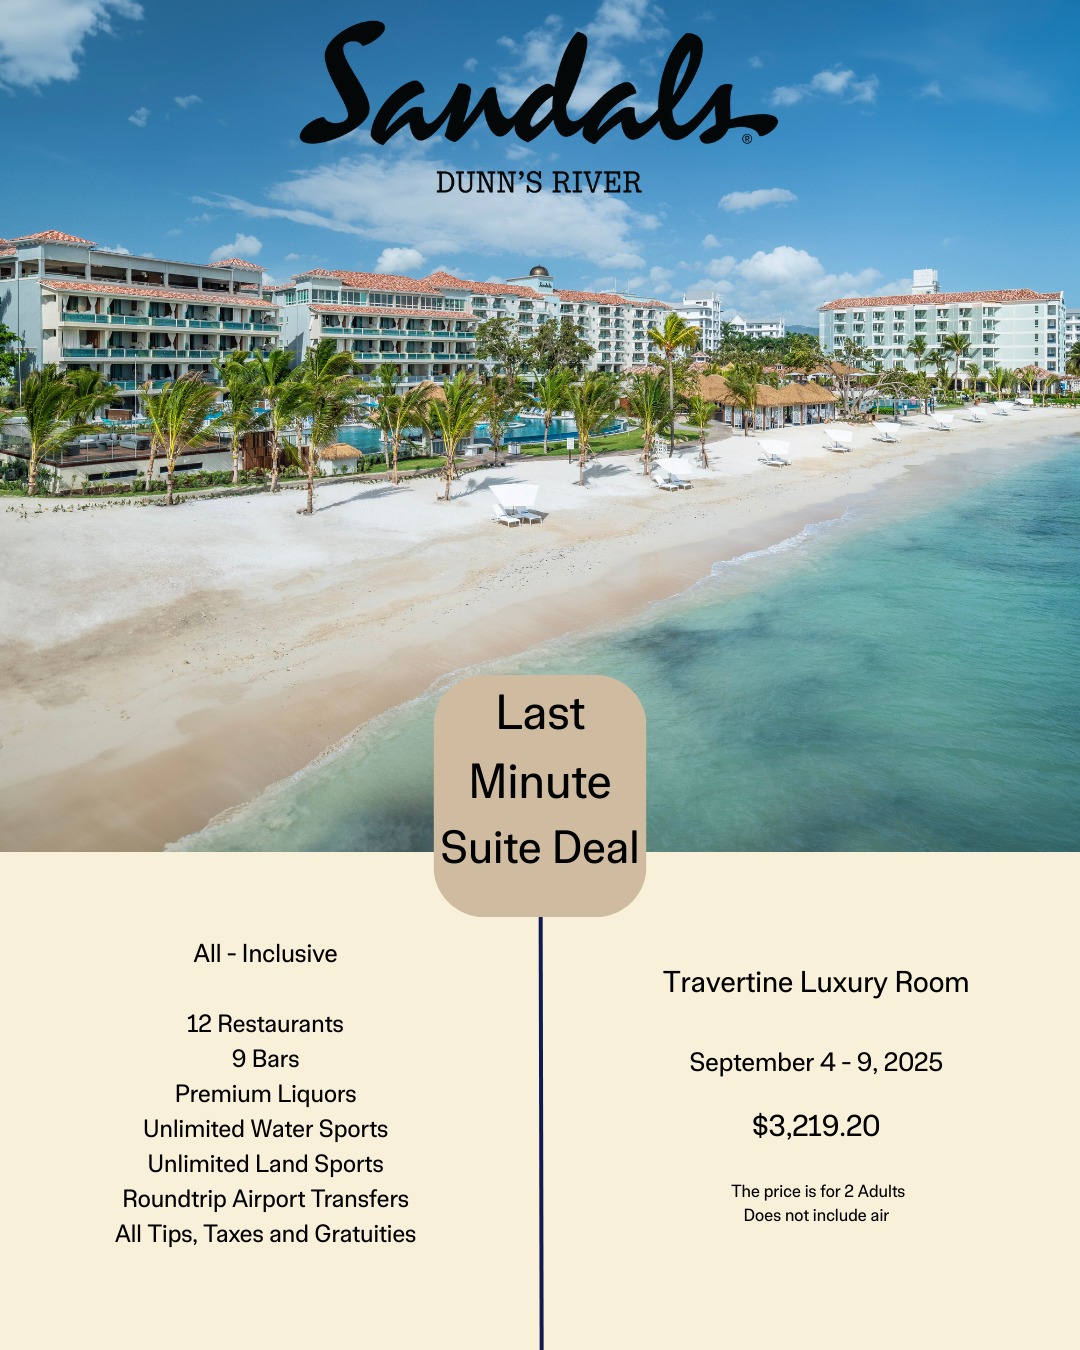 Sandals®
DUNN'S RIVER
Last
Minute
Suite Deal
All - Inclusive
12 Restaurants
9 Bars
Premium Liquors
Unlimited Water Sports
Unlimited Land Sports
Roundtrip Airport Transfers
All Tips, Taxes and Gratuities
Travertine Luxury Room
September 4 - 9, 2025
$3,219.20
The price is for 2 Adults
Does not include air